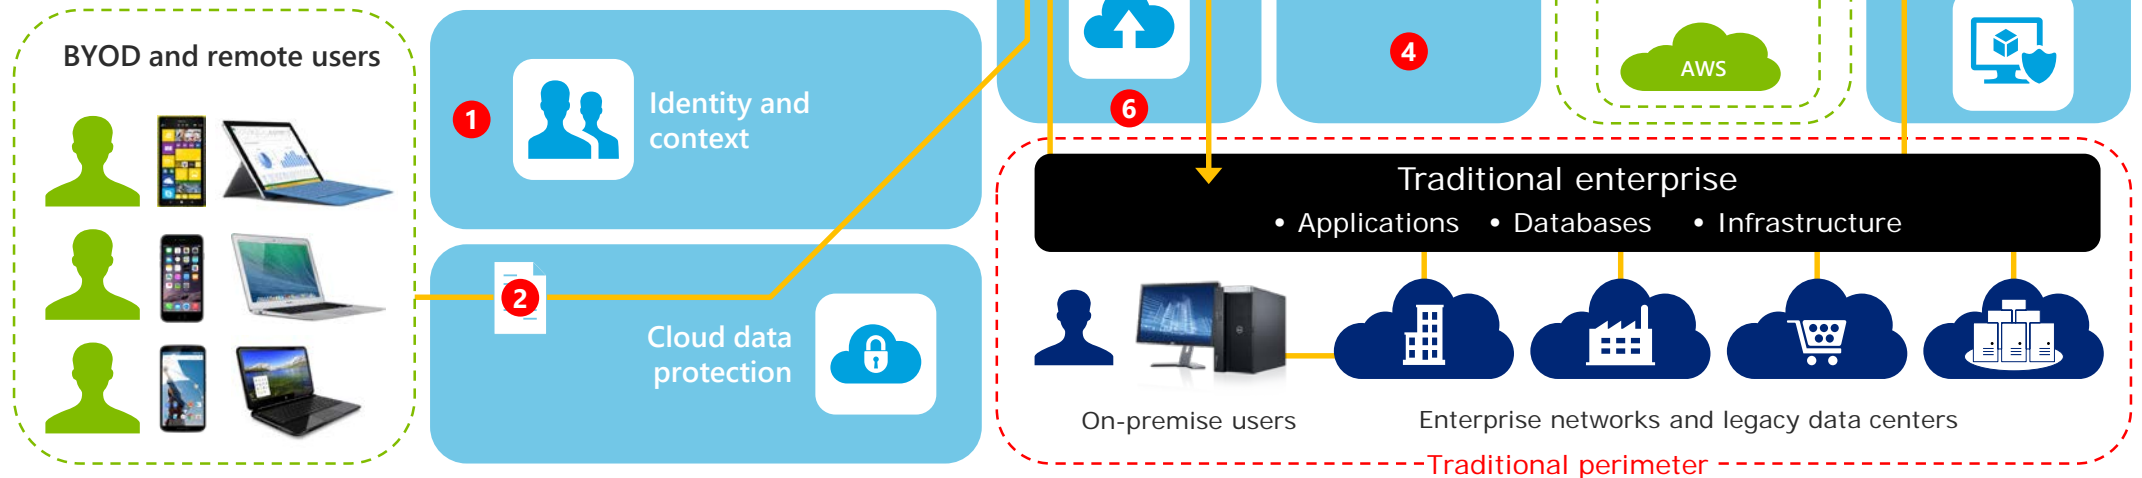 BYOD and remote users
1
Identity and
context
2
Cloud data
protection
6
4
AWS
Traditional enterprise
• Applications • Databases • Infrastructure
On-premise users
Enterprise networks and legacy data centers
Traditional perimeter